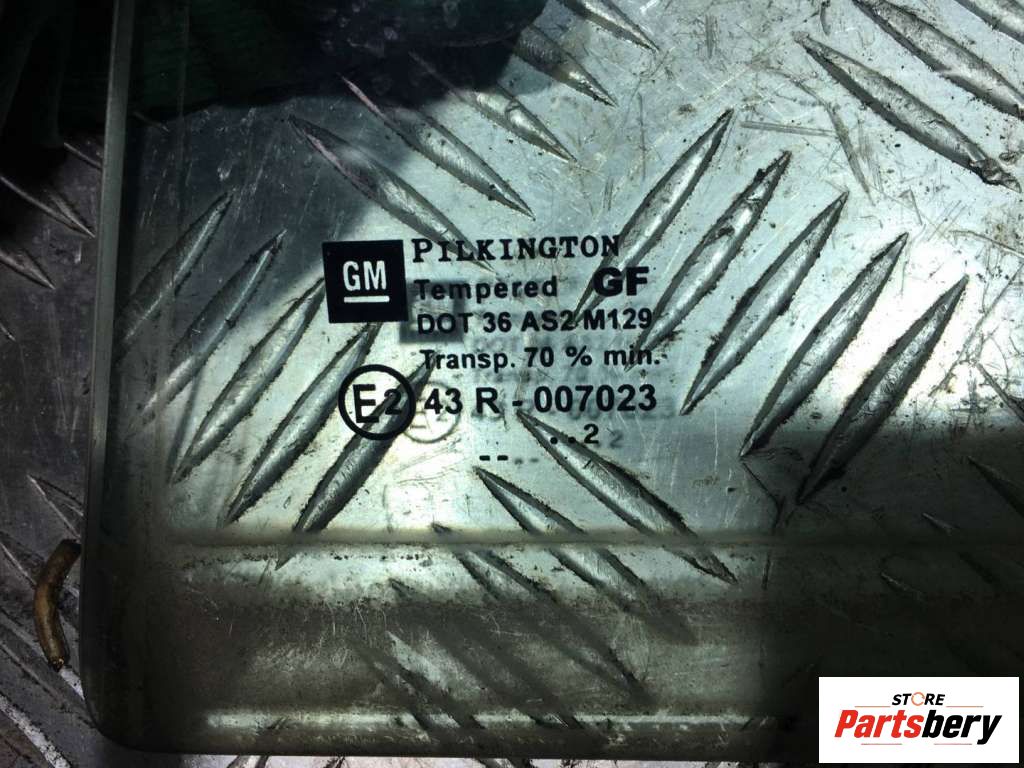 GM
PILKINGTON
Tempered GF
DOT 36 AS2 M129
Transp. 70 % min.
E2 43 R - 007023
. . 2
--
STORE
Partsbery